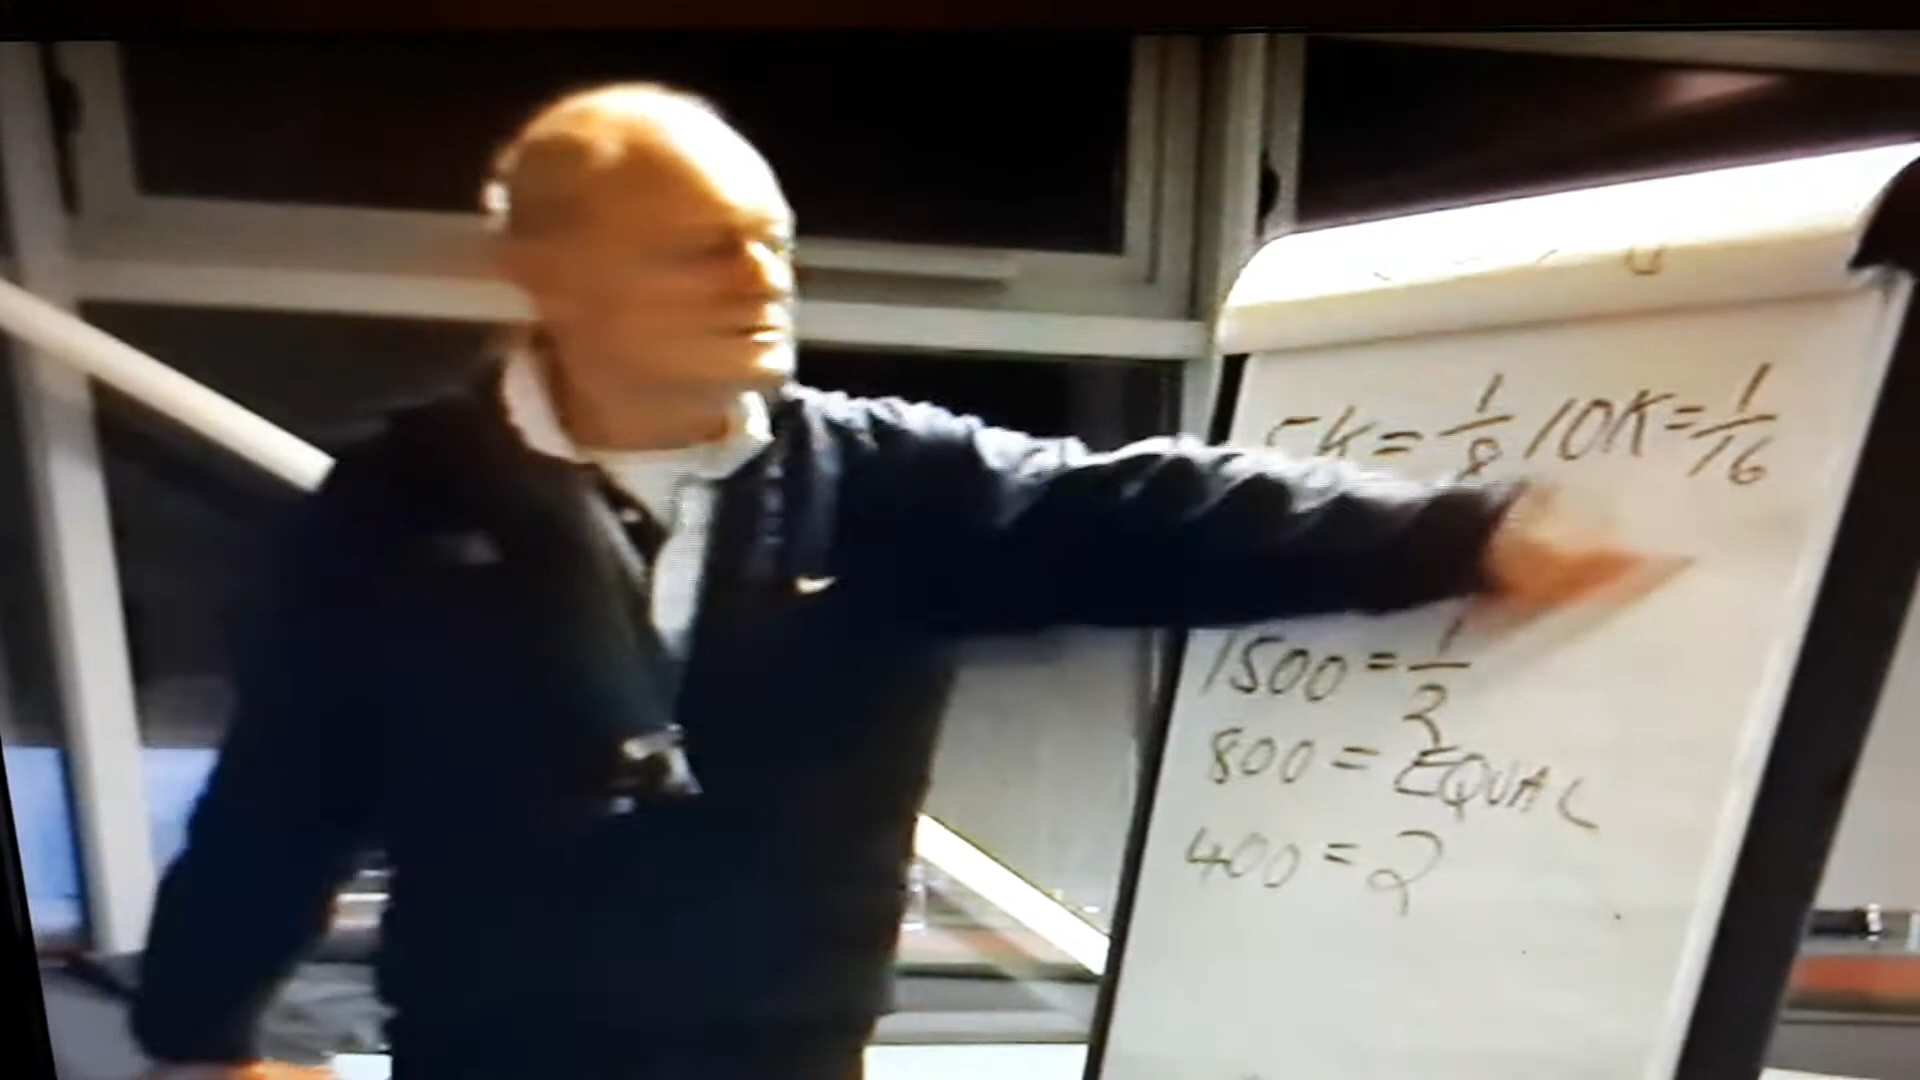 5K = 1/8 10K = 1/16
1500 = 1/2
800 = EQUAL
400 = 2